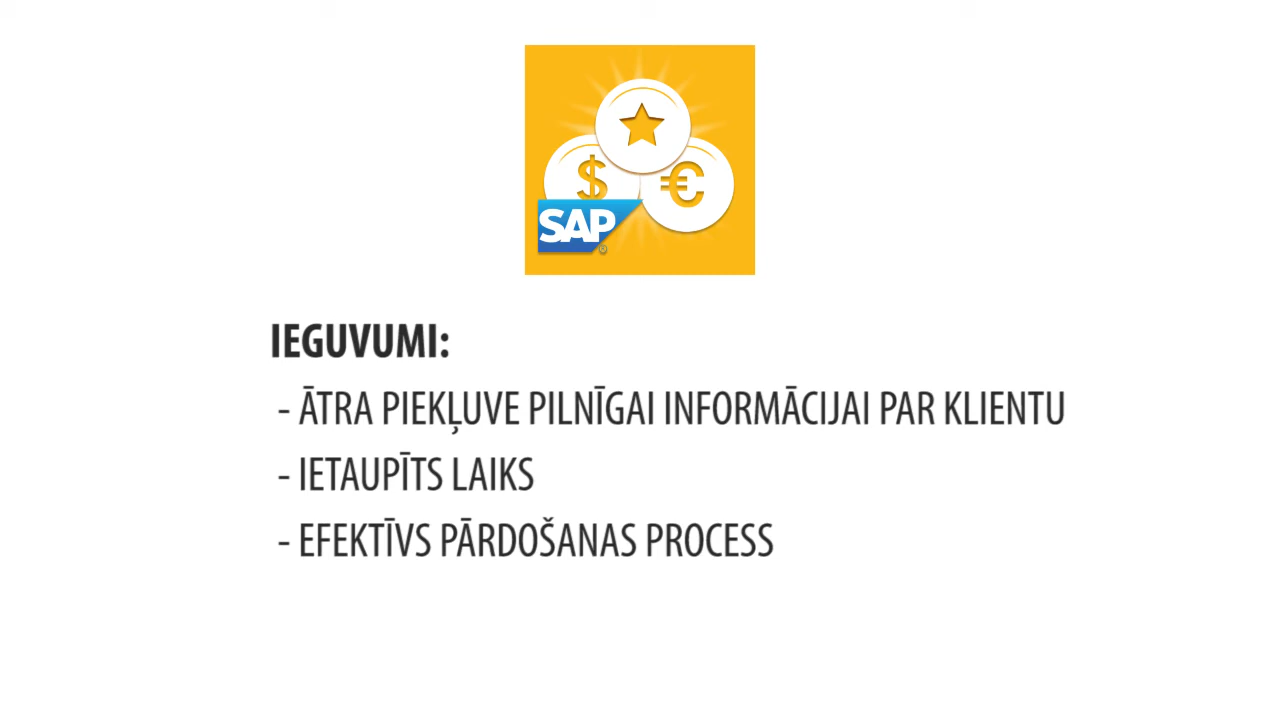 $
€
SAP
®
IEGUVUMI:
- ĀTRA PIEKĻUVE PILNĪGAI INFORMĀCIJAI PAR KLIENTU
- IETAUPĪTS LAIKS
- EFEKTĪVS PĀRDOŠANAS PROCESS